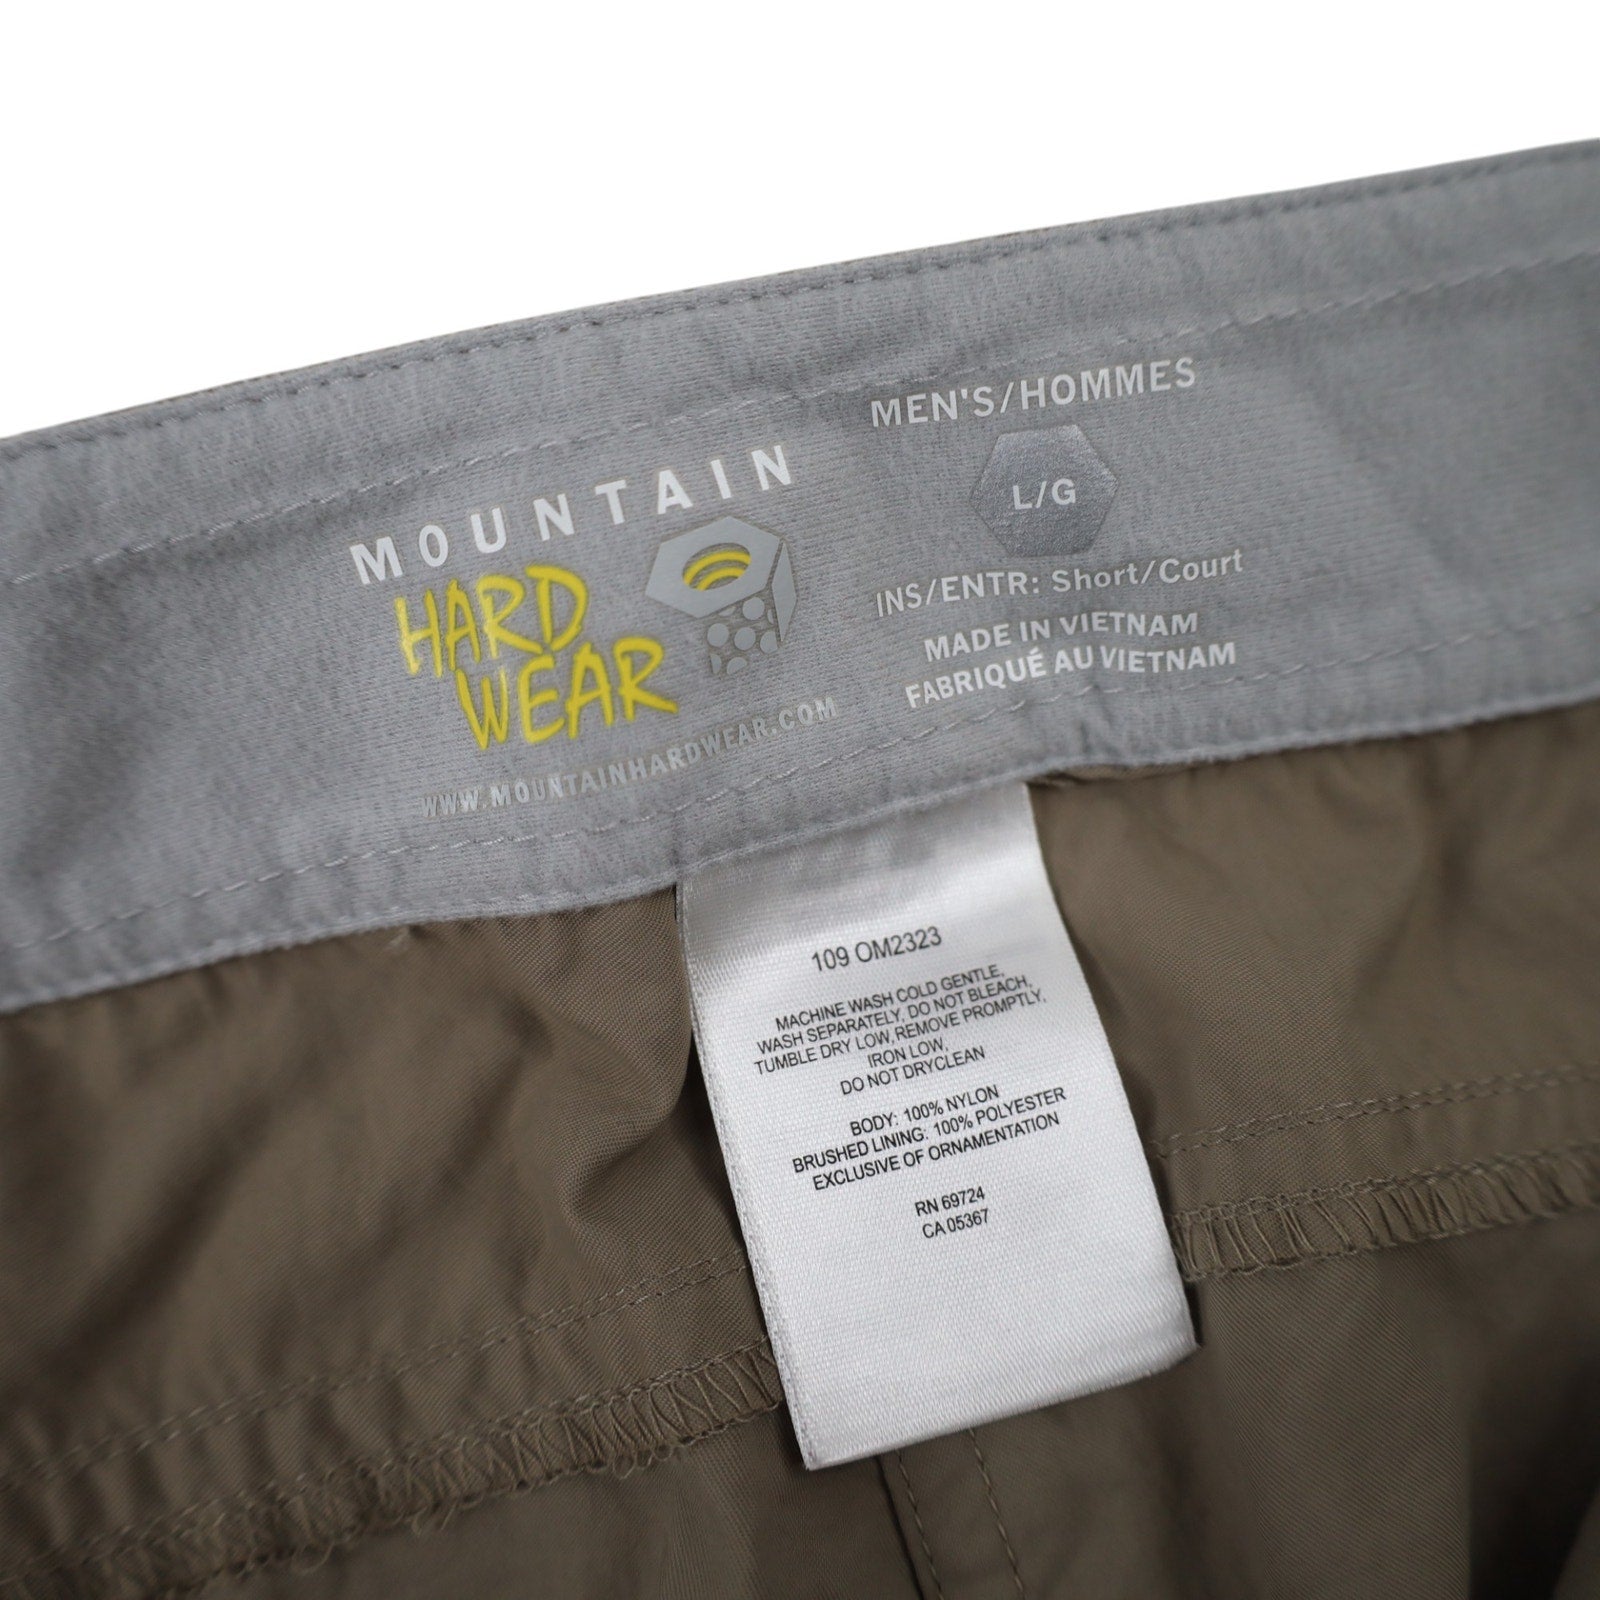 MOUNTAIN
HARD
WEAR
WWW.MOUNTAINHARDWEAR.COM
MEN'S/HOMMES
L/G
INS/ENTR: Short/Court
MADE IN VIETNAM
FABRIQUÉ AU VIETNAM
109 OM2323
MACHINE WASH COLD GENTLE,
WASH SEPARATELY, DO NOT BLEACH,
TUMBLE DRY LOW, REMOVE PROMPTLY,
IRON LOW,
DO NOT DRYCLEAN
BODY: 100% NYLON
BRUSHED LINING: 100% POLYESTER
EXCLUSIVE OF ORNAMENTATION
RN 69724
CA 05367